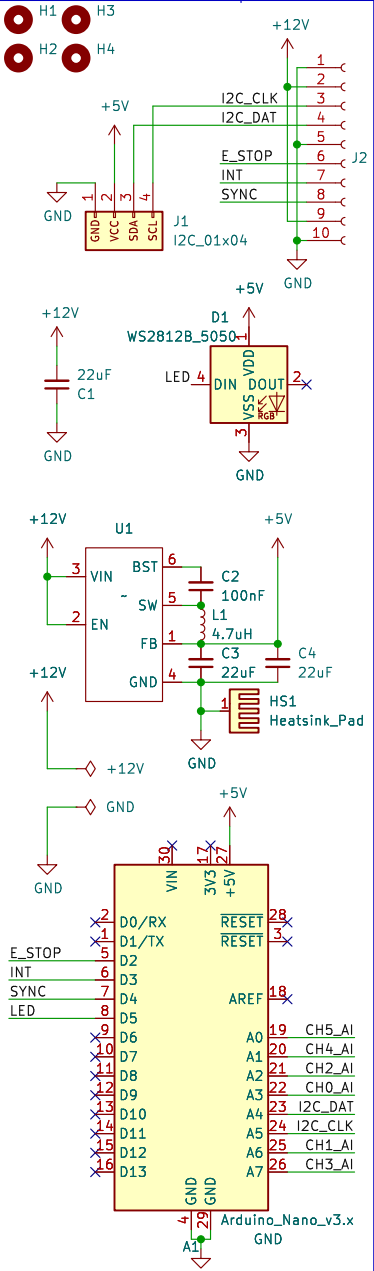 H1 H3
H2 H4
+12V
1
2
I2C_CLK 3
I2C_DAT 4
5
E_STOP 6
INT 7
SYNC 8
9
10
J2
GND
+5V
GND
1 2 3 4
GND VCC SDA SCL
J1
I2C_01x04
+12V
22uF
C1
GND
+5V
D1
WS2812B_5050
1
VDD
LED 4 DIN DOUT 2
VSS
RGB
3
GND
+12V
U1
+5V
3 VIN
BST 6
~
SW 5
2 EN
FB 1
GND 4
C2
100nF
L1
4.7uH
C3
22uF
C4
22uF
1
HS1
Heatsink_Pad
GND
+12V
+12V
GND
GND
+5V
30 17 27
VIN 3V3 +5V
2 D0/RX RESET 28
1 D1/TX RESET 3
E_STOP 5 D2
INT 6 D3
SYNC 7 D4 AREF 18
LED 8 D5
9 D6 A0 19 CH5_AI
10 D7 A1 20 CH4_AI
11 D8 A2 21 CH2_AI
12 D9 A3 22 CH0_AI
13 D10 A4 23 I2C_DAT
14 D11 A5 24 I2C_CLK
15 D12 A6 25 CH1_AI
16 D13 A7 26 CH3_AI
GND GND
4 29
Arduino_Nano_v3.x
A1
GND